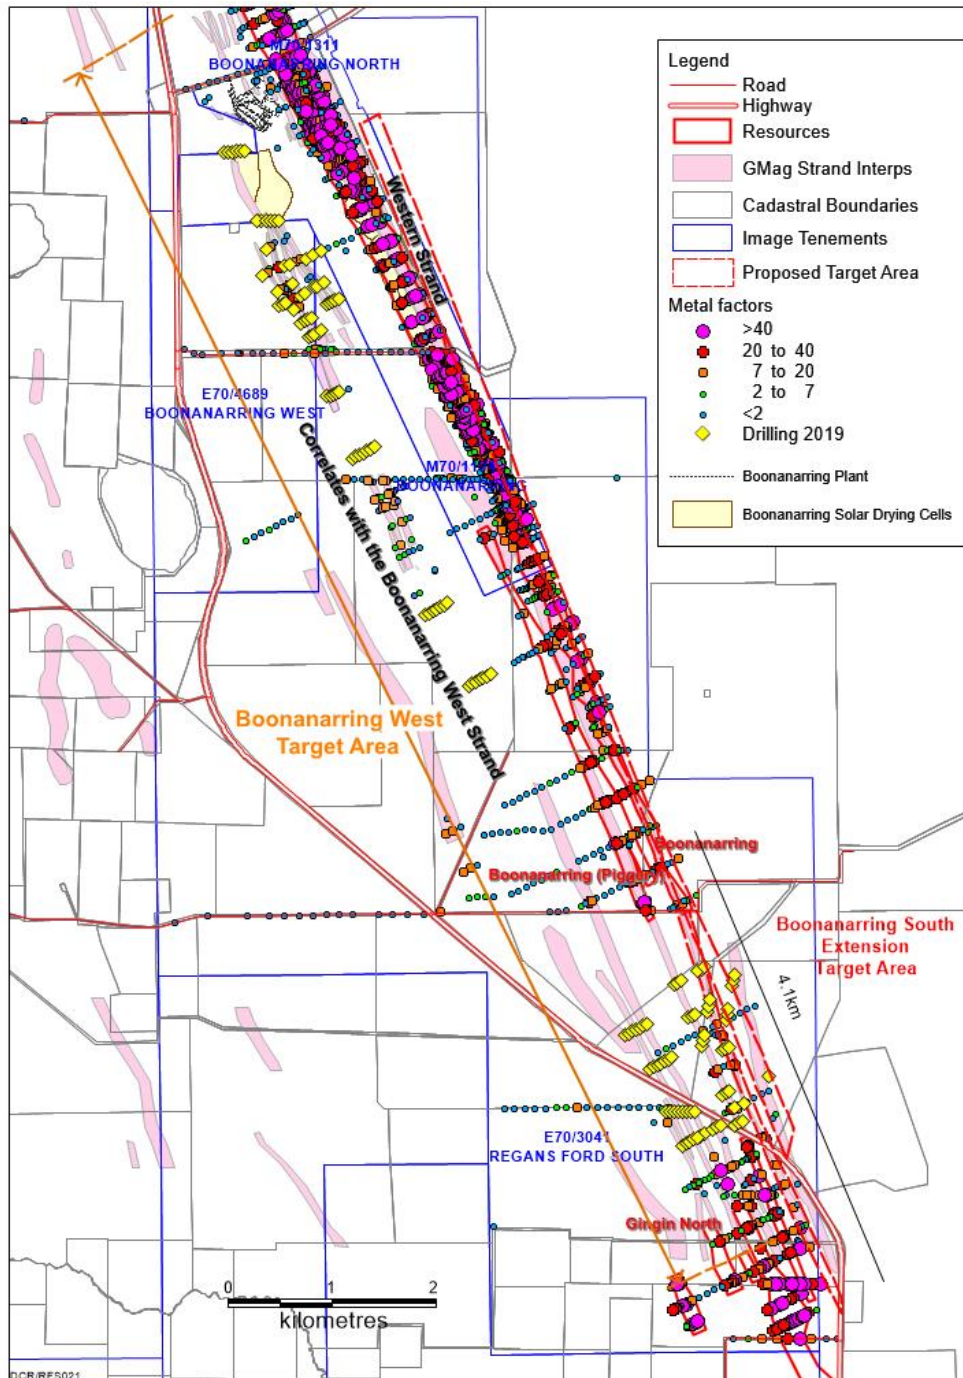 M70/1311
BOONANARRING NORTH
Western Strand
Legend
Road
Highway
Resources
GMag Strand Interps
Cadastral Boundaries
Image Tenements
Proposed Target Area
Metal factors
>40
20 to 40
7 to 20
2 to 7
<2
Drilling 2019
Boonanarring Plant
Boonanarring Solar Drying Cells
E70/4689
BOONANARRING WEST
Correlates with the Boonanarring West Strand
BOONANARRING
Boonanarring West
Target Area
Boonanarring
Boonanarring (Piggery)
Boonanarring South
Extension
Target Area
4.1km
E70/3041
REGANS FORD SOUTH
Gingin North
0 1 2
kilometres
DCR/RFS021